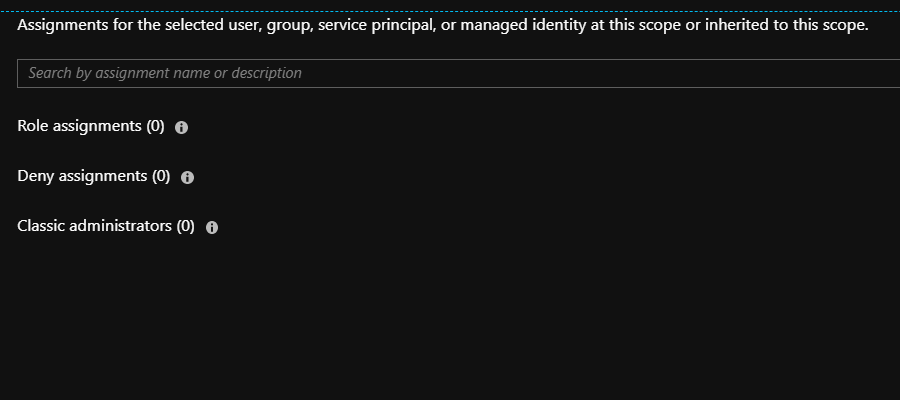 Assignments for the selected user, group, service principal, or managed identity at this scope or inherited to this scope.
Search by assignment name or description
Role assignments (0)
Deny assignments (0)
Classic administrators (0)